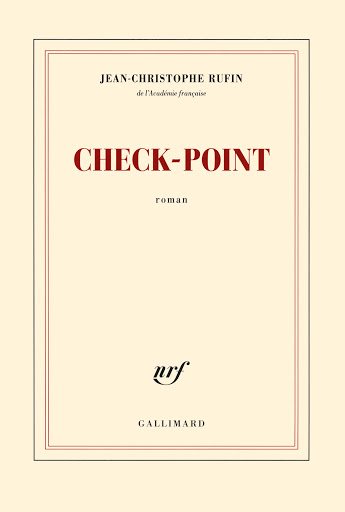 JEAN-CHRISTOPHE RUFIN
de l'Académie française
CHECK-POINT
roman
nrf
GALLIMARD